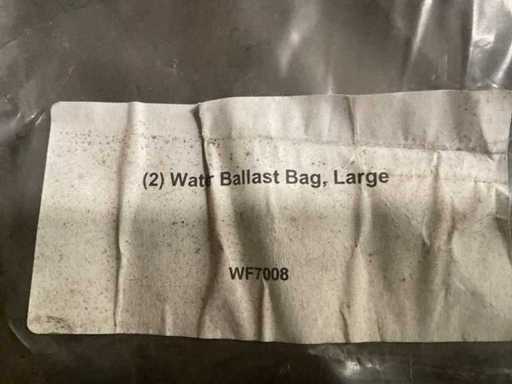 (2) Watr Ballast Bag, Large
WF7008